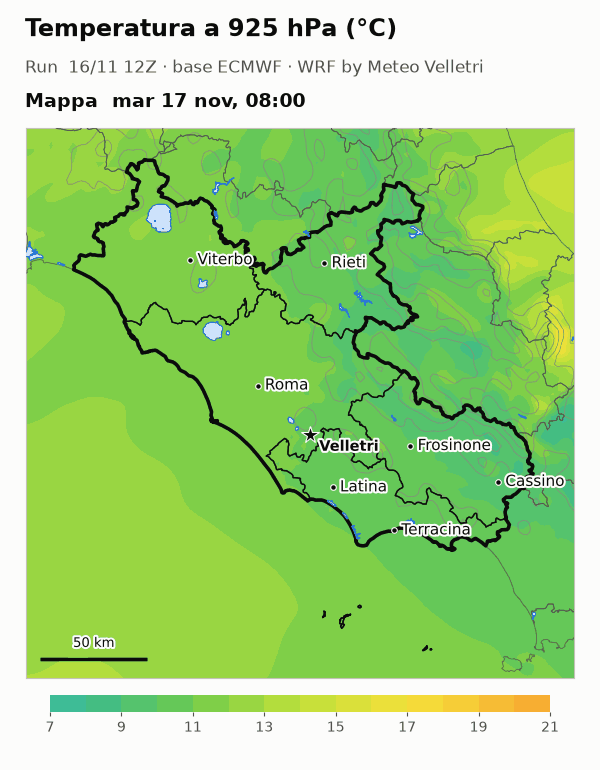 Temperatura a 925 hPa (°C)
Run  16/11 12Z · base ECMWF · WRF by Meteo Velletri
Mappa  mar 17 nov, 08:00
Viterbo
Rieti
Roma
Velletri
Frosinone
Latina
Cassino
Terracina
50 km
7 9 11 13 15 17 19 21